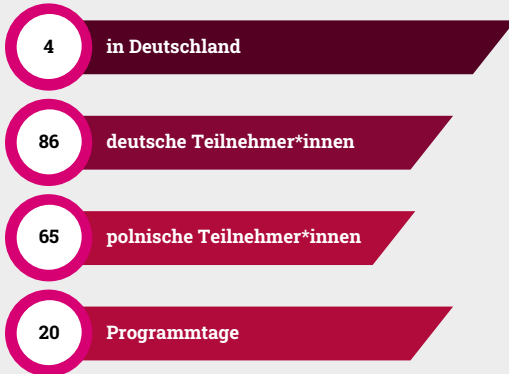 4 in Deutschland
86 deutsche Teilnehmer*innen
65 polnische Teilnehmer*innen
20 Programmtage